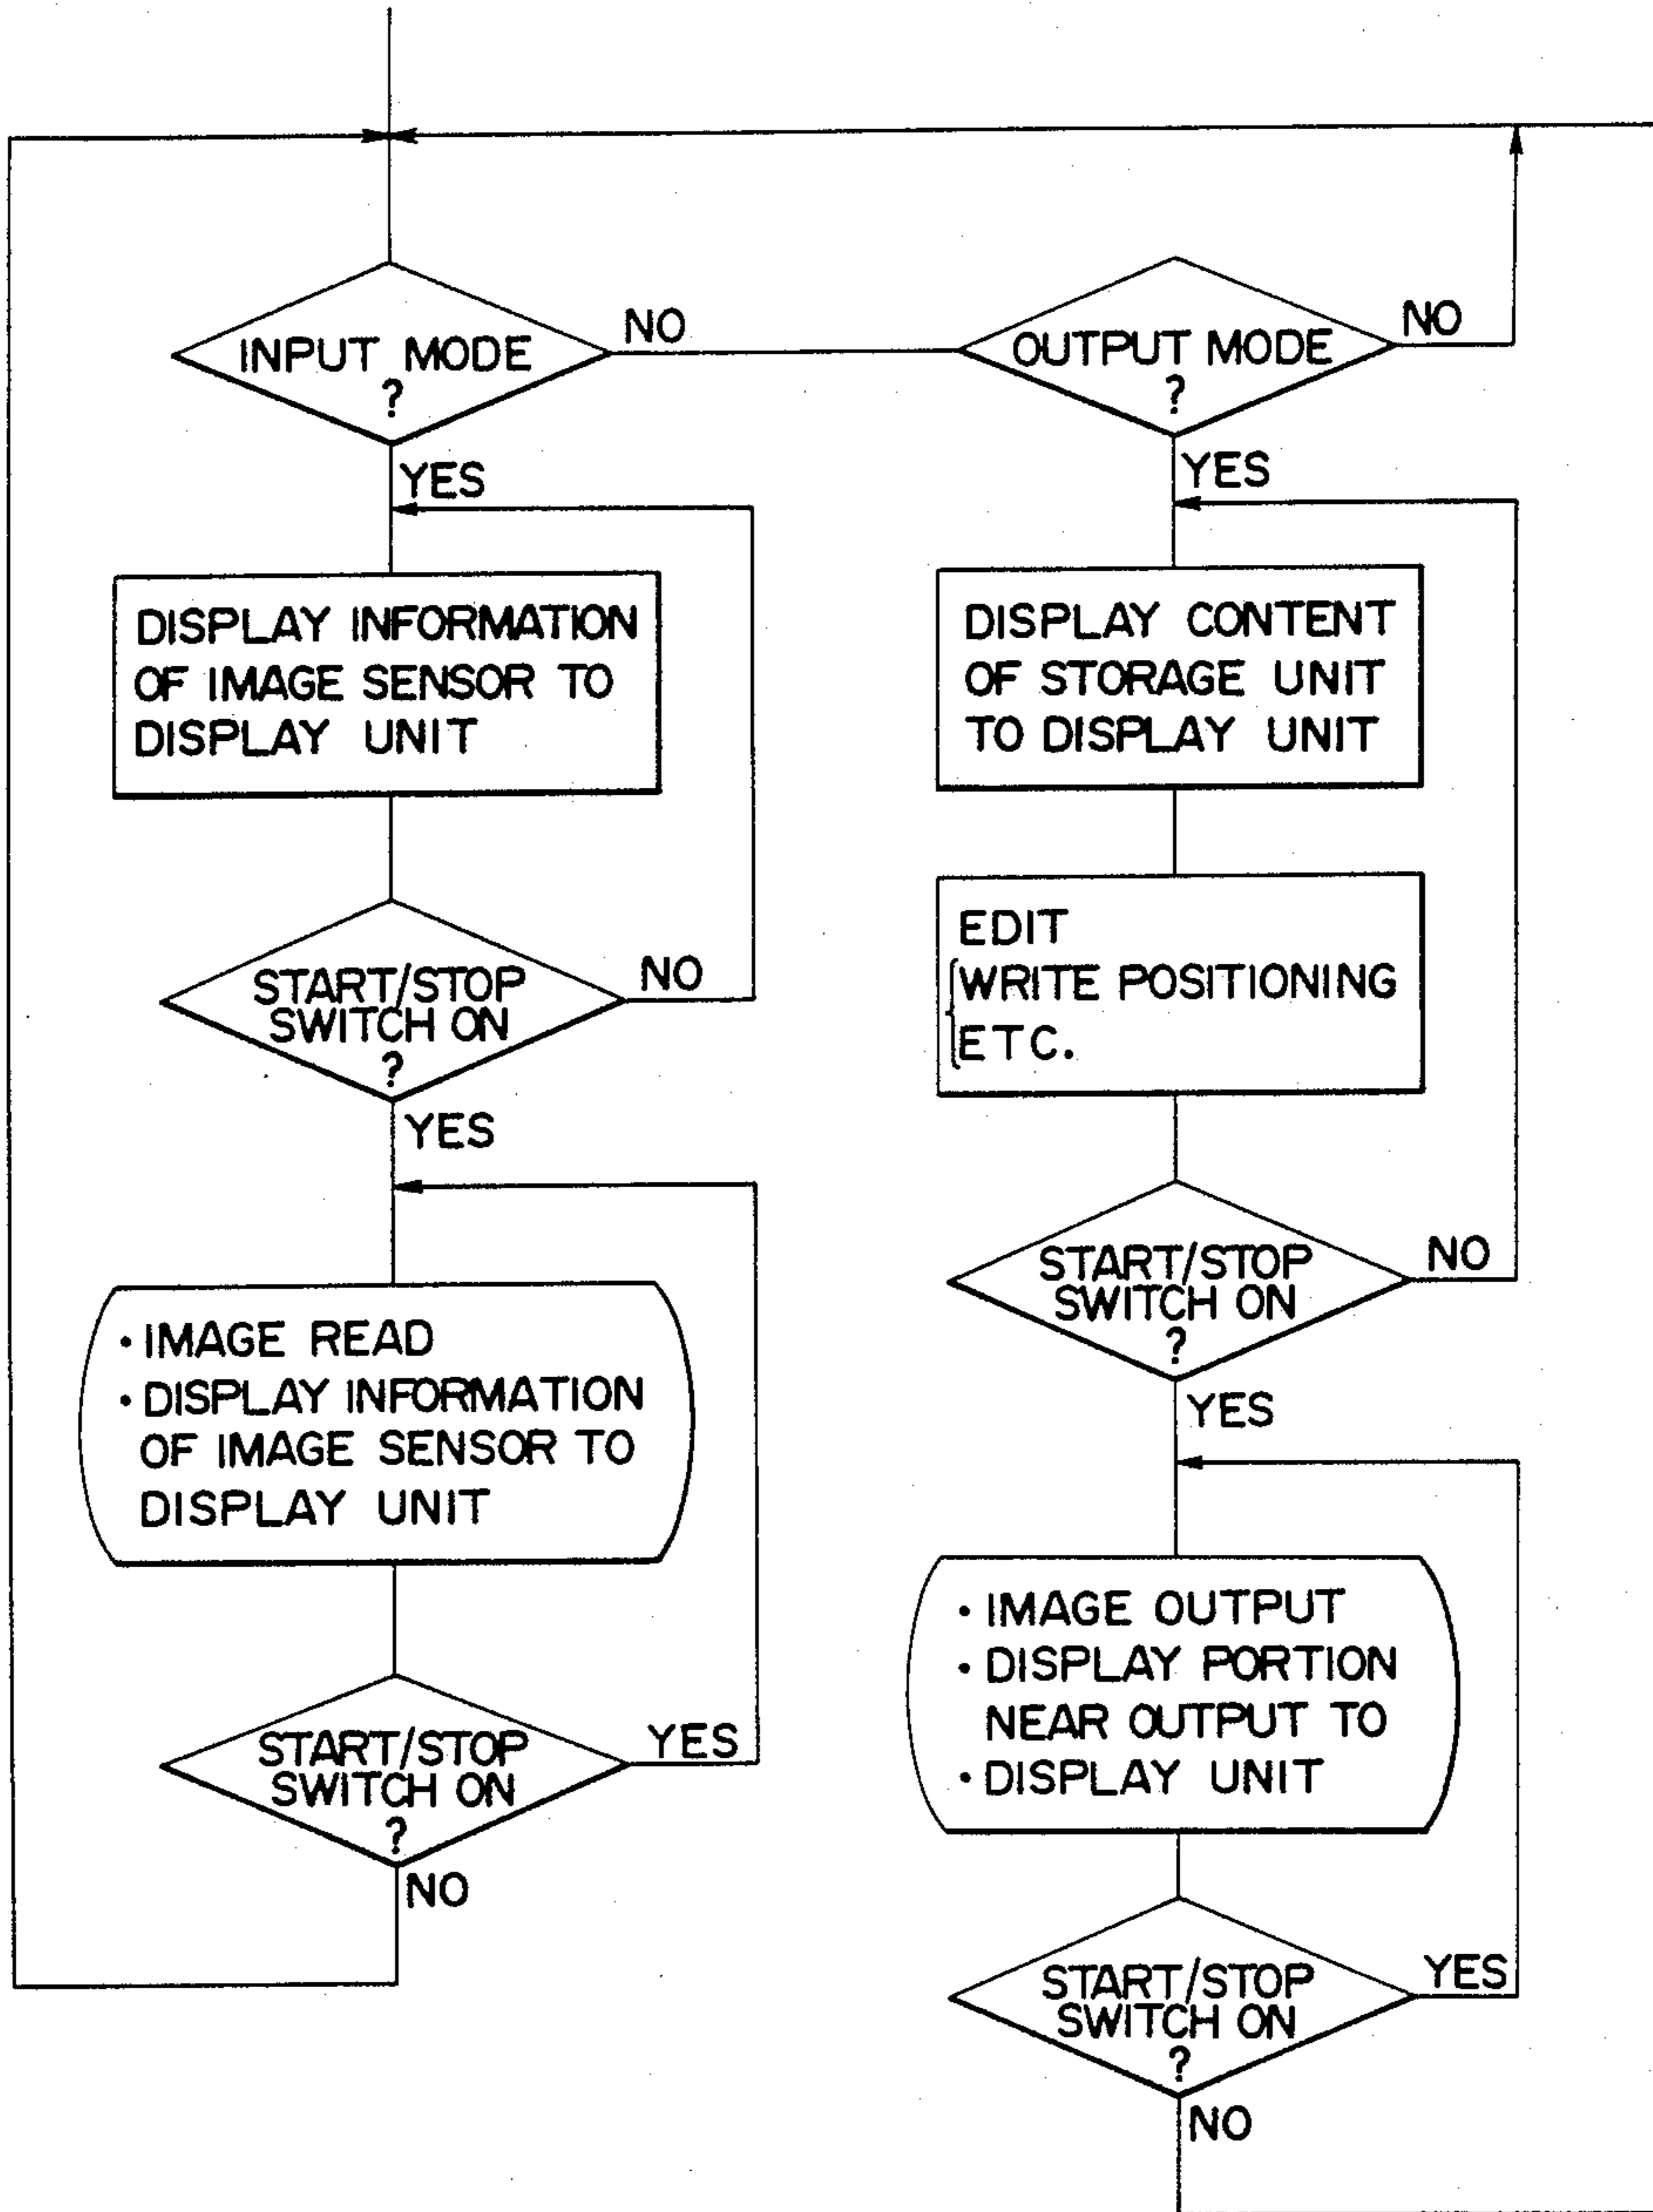 INPUT MODE
?
NO
YES
DISPLAY INFORMATION
OF IMAGE SENSOR TO
DISPLAY UNIT
START/STOP
SWITCH ON
?
NO
YES
• IMAGE READ
• DISPLAY INFORMATION
OF IMAGE SENSOR TO
DISPLAY UNIT
START/STOP
SWITCH ON
?
YES
NO
OUTPUT MODE
?
NO
YES
DISPLAY CONTENT
OF STORAGE UNIT
TO DISPLAY UNIT
EDIT
WRITE POSITIONING
ETC.
START/STOP
SWITCH ON
?
NO
YES
• IMAGE OUTPUT
• DISPLAY PORTION
NEAR OUTPUT TO
• DISPLAY UNIT
START/STOP
SWITCH ON
?
YES
NO